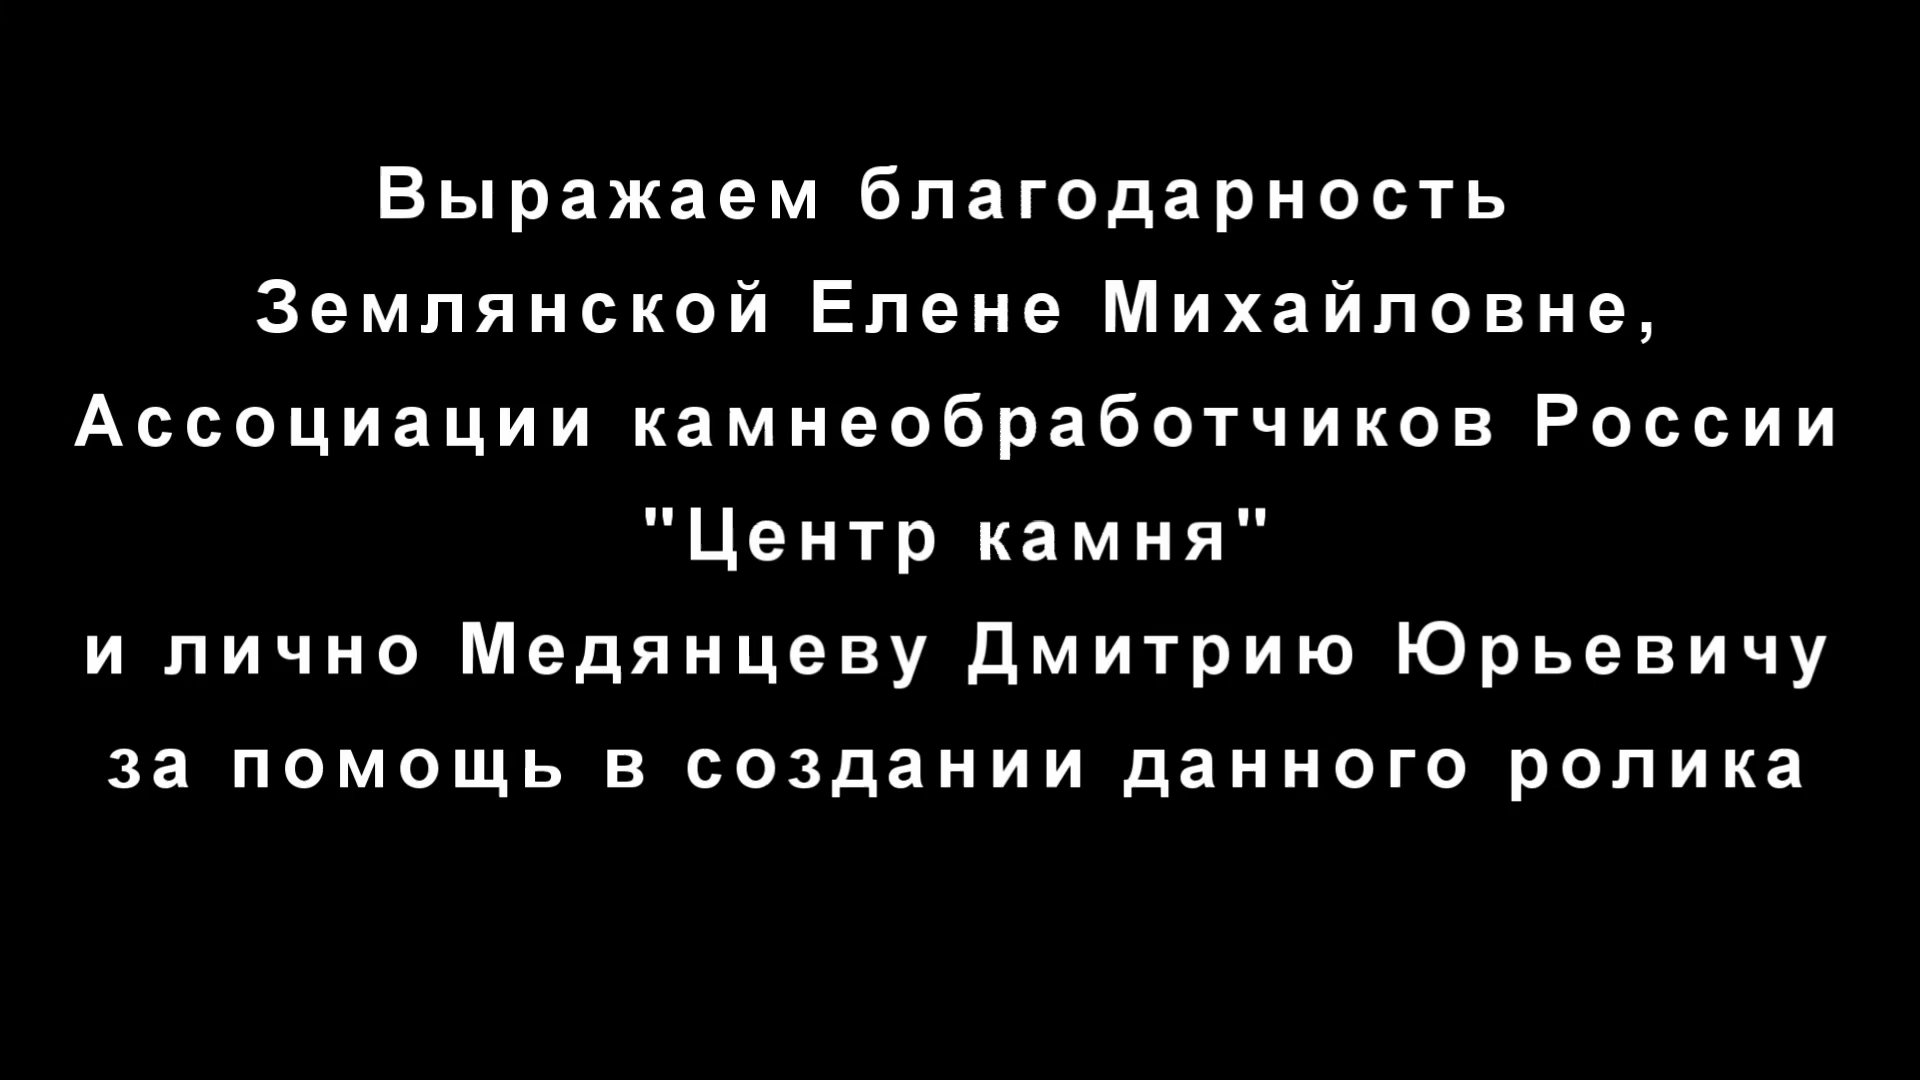 Выражаем благодарность
Землянской Елене Михайловне,
Ассоциации камнеобработчиков России
"Центр камня"
и лично Медянцеву Дмитрию Юрьевичу
за помощь в создании данного ролика